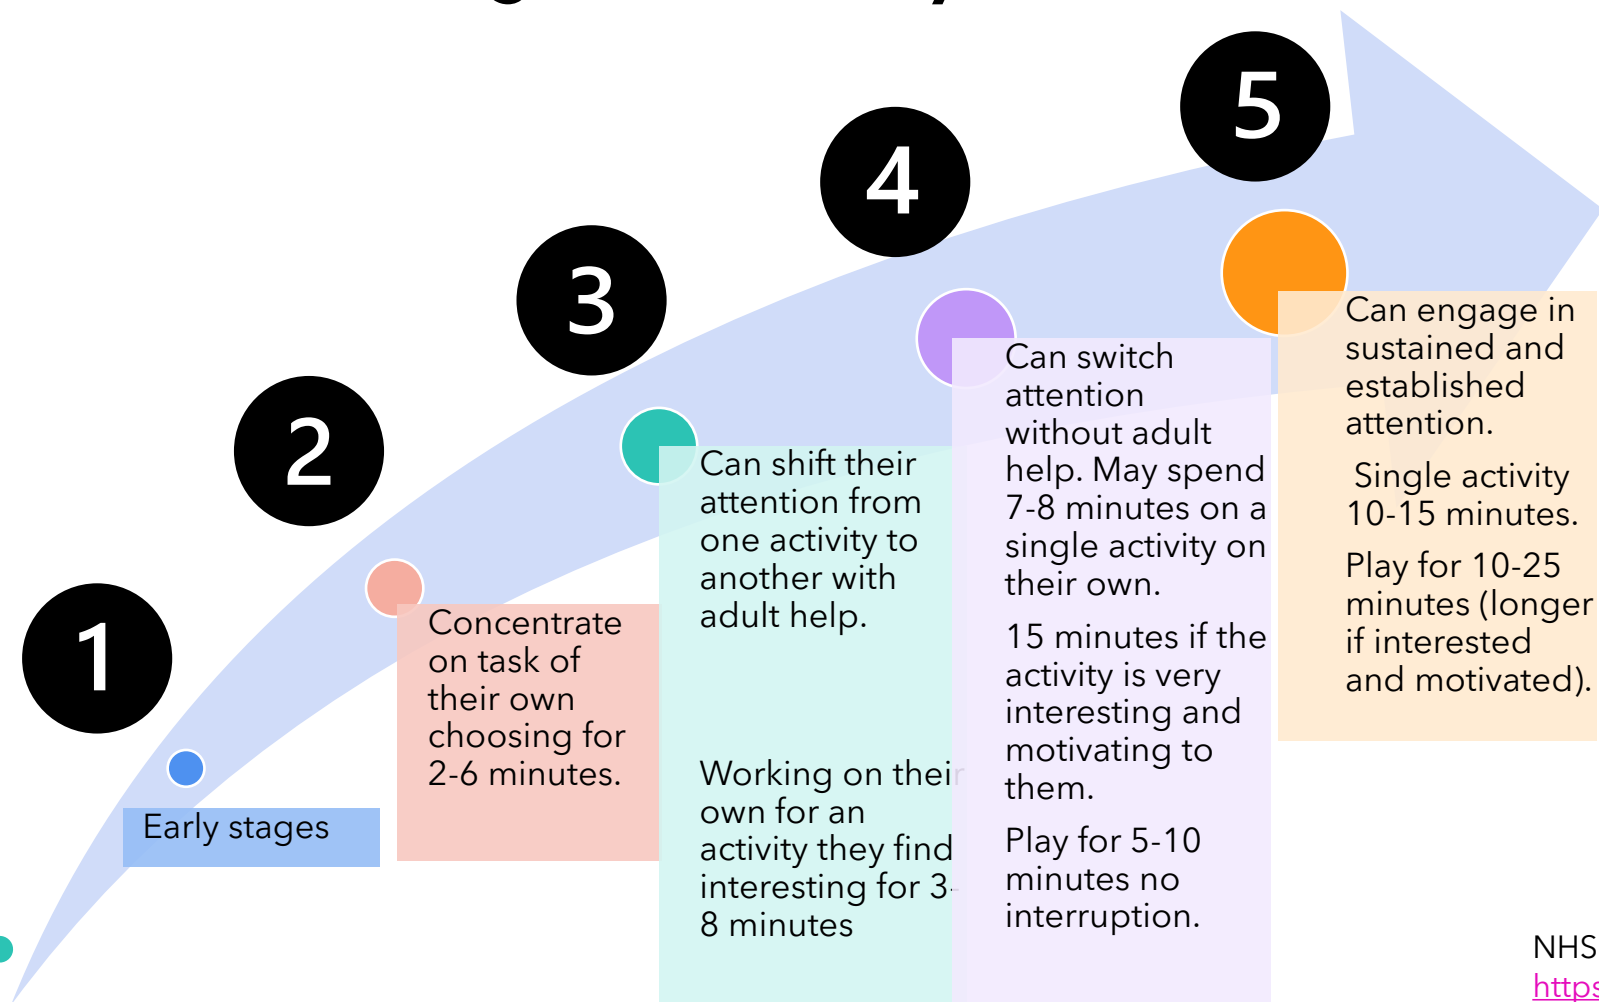 1
Early stages
2
Concentrate
on task of
their own
choosing for
2-6 minutes.
3
Can shift their
attention from
one activity to
another with
adult help.
Working on their
own for an
activity they find
interesting for 3-
8 minutes
4
Can switch
attention
without adult
help. May spend
7-8 minutes on a
single activity on
their own.
15 minutes if the
activity is very
interesting and
motivating to
them.
Play for 5-10
minutes no
interruption.
5
Can engage in
sustained and
established
attention.
Single activity
10-15 minutes.
Play for 10-25
minutes (longer
if interested
and motivated).
NHS
https